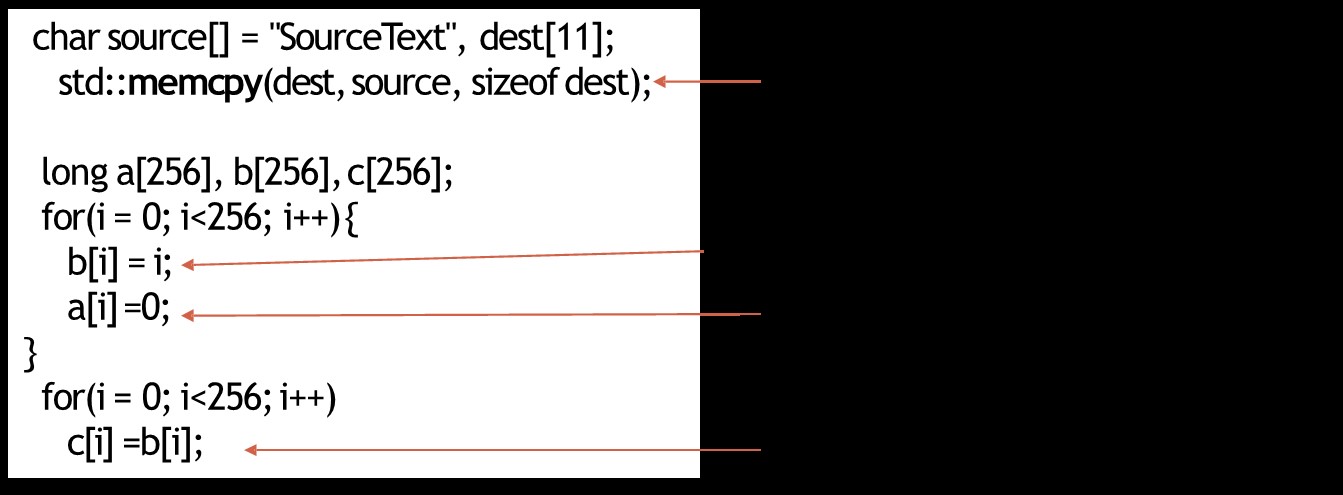 char source[] = "SourceText", dest[11];
std::memcpy(dest, source, sizeof dest);
long a[256], b[256], c[256];
for(i = 0; i<256; i++){
b[i] = i;
a[i] =0;
}
for(i = 0; i<256; i++)
c[i] =b[i];